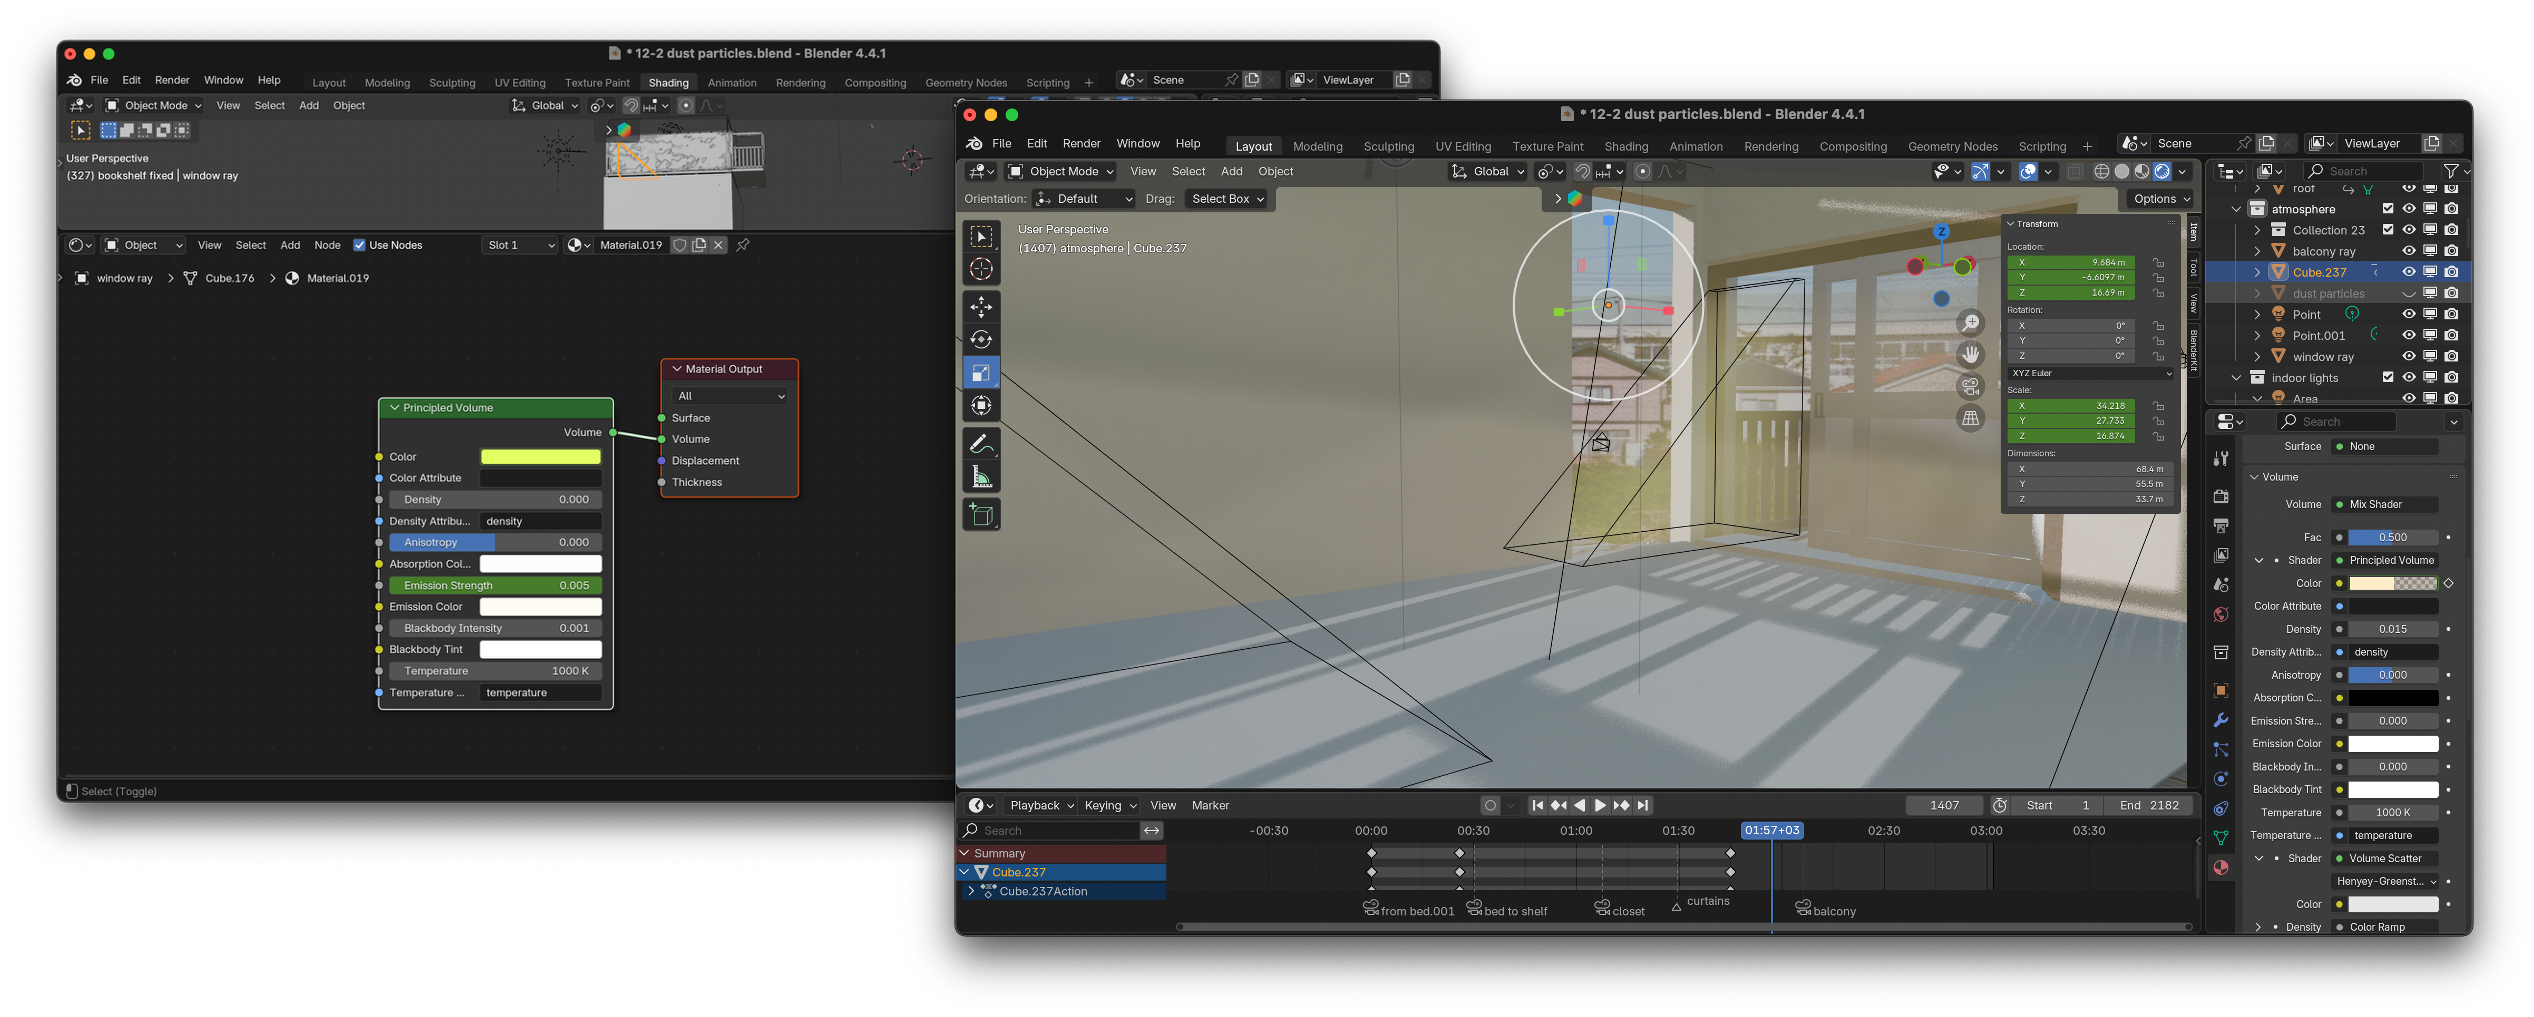 * 12-2 dust particles.blend - Blender 4.4.1
File Edit Render Window Help
Layout Modeling Sculpting UV Editing Texture Paint Shading Animation Rendering Compositing Geometry Nodes Scripting +
Scene
ViewLayer
Object Mode View Select Add Object
Global
User Perspective
(327) bookshelf fixed | window ray
Object View Select Add Node Use Nodes
Slot 1
Material.019
window ray > Cube.176 > Material.019
Principled Volume
Volume
Color
Color Attribute
Density 0.000
Density Attribu... density
Anisotropy 0.000
Absorption Col...
Emission Strength 0.005
Emission Color
Blackbody Intensity 0.001
Blackbody Tint
Temperature 1000 K
Temperature ... temperature
Material Output
All
Surface
Volume
Displacement
Thickness
Select (Toggle)
* 12-2 dust particles.blend - Blender 4.4.1
File Edit Render Window Help
Layout Modeling Sculpting UV Editing Texture Paint Shading Animation Rendering Compositing Geometry Nodes Scripting +
Scene
ViewLayer
Object Mode View Select Add Object
Global
Orientation: Default Drag: Select Box
Options
User Perspective
(1407) atmosphere | Cube.237
Z
Transform
Location:
X 9.684 m
Y -6.6097 m
Z 16.69 m
Rotation:
X 0°
Y 0°
Z 0°
XYZ Euler
Scale:
X 34.218
Y 27.733
Z 16.874
Dimensions:
X 68.4 m
Y 55.5 m
Z 33.7 m
Item
Tool
View
BlenderKit
Search
roof
atmosphere
Collection 23
balcony ray
Cube.237
dust particles
Point
Point.001
window ray
indoor lights
Area
Search
Surface None
Volume
Volume Mix Shader
Fac 0.500
Shader Principled Volume
Color
Color Attribute
Density 0.015
Density Attrib... density
Anisotropy 0.000
Absorption C...
Emission Stre... 0.000
Emission Color
Blackbody In... 0.000
Blackbody Tint
Temperature 1000 K
Temperature ... temperature
Shader Volume Scatter
Henyey-Greenst...
Color
Density Color Ramp
Playback Keying View Marker
1407
Start 1
End 2182
Search
-00:30 00:00 00:30 01:00 01:30 01:57+03 02:30 03:00 03:30
Summary
Cube.237
Cube.237Action
from bed.001 bed to shelf closet curtains balcony